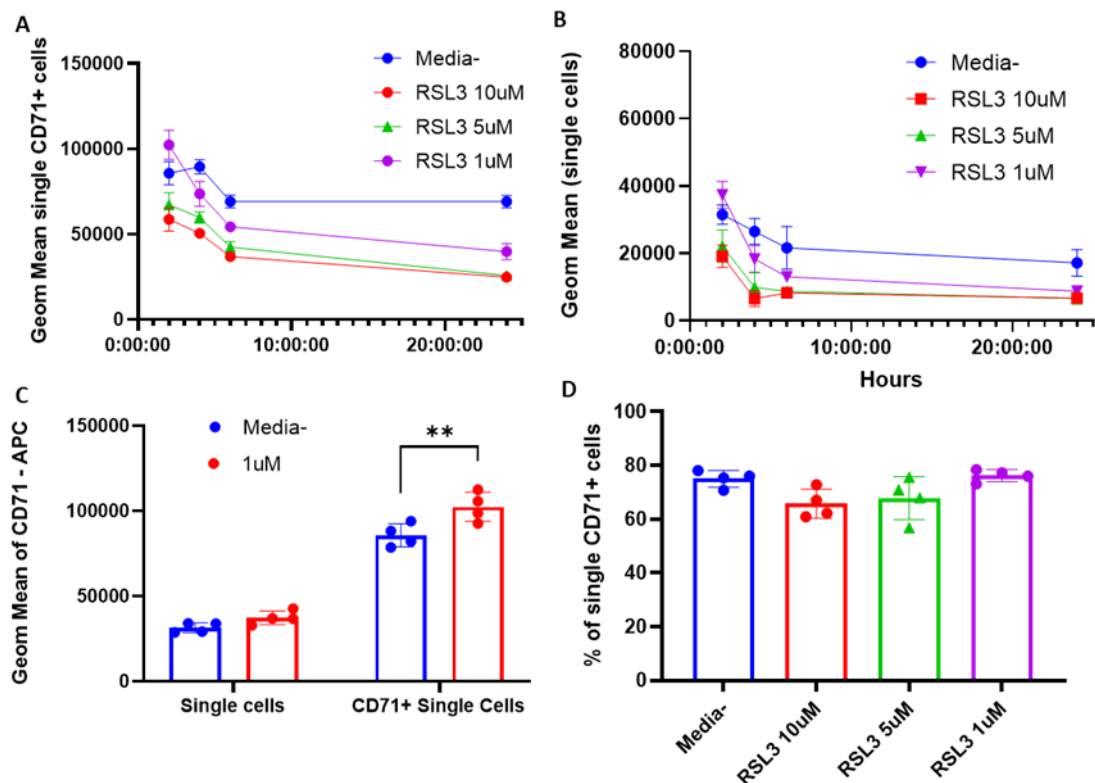 A
Geom Mean single CD71+ cells
150000
100000
50000
0
0:00:00
10:00:00
20:00:00
Media-
RSL3 10uM
RSL3 5uM
RSL3 1uM
B
Geom Mean (single cells)
80000
60000
40000
20000
0
0:00:00
10:00:00
20:00:00
Hours
Media-
RSL3 10uM
RSL3 5uM
RSL3 1uM
C
Geom Mean of CD71 - APC
150000
100000
50000
0
Media-
1uM
**
Single cells
CD71+ Single Cells
D
% of single CD71+ cells
100
80
60
40
20
0
Media-
RSL3 10uM
RSL3 5uM
RSL3 1uM